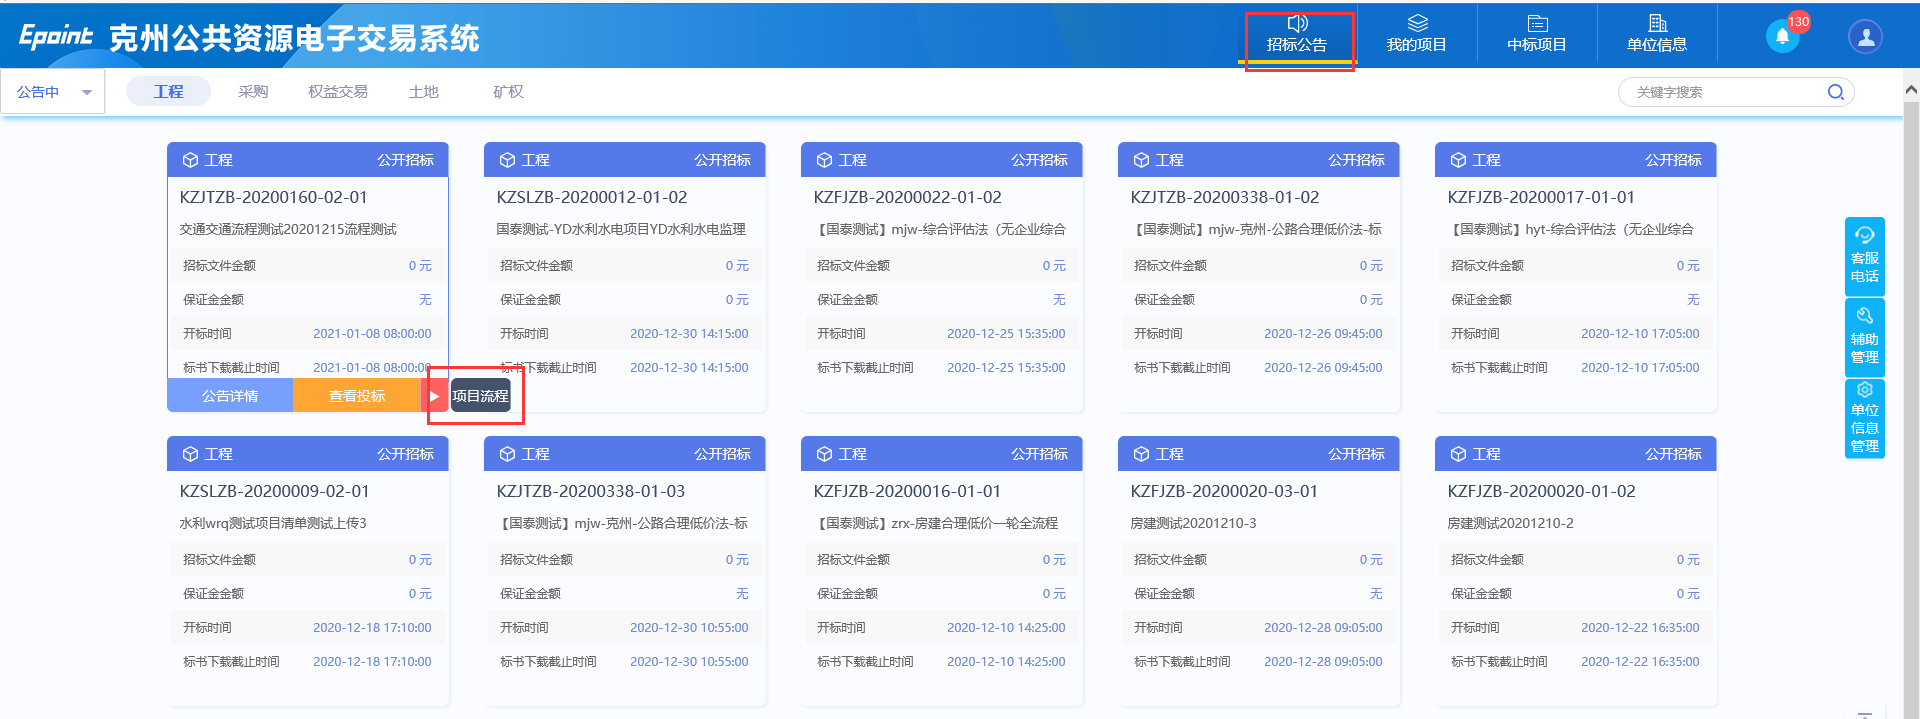 Epoint 克州公共资源电子交易系统
招标公告 我的项目 中标项目 单位信息 130
公告中 工程 采购 权益交易 土地 矿权 关键字搜索
工程 公开招标
KZJTZB-20200160-02-01
交通交通流程测试20201215流程测试
招标文件金额 0 元
保证金金额 无
开标时间 2021-01-08 08:00:00
标书下载截止时间 2021-01-08 08:00:00
公告详情 查看投标 项目流程
工程 公开招标
KZSLZB-20200012-01-02
国泰测试-YD水利水电项目YD水利水电监理
招标文件金额 0 元
保证金金额 0 元
开标时间 2020-12-30 14:15:00
标书下载截止时间 2020-12-30 14:15:00
工程 公开招标
KZFJZB-20200022-01-02
【国泰测试】mjw-综合评估法（无企业综合
招标文件金额 0 元
保证金金额 无
开标时间 2020-12-25 15:35:00
标书下载截止时间 2020-12-25 15:35:00
工程 公开招标
KZJTZB-20200338-01-02
【国泰测试】mjw-克州-公路合理低价法-标
招标文件金额 0 元
保证金金额 0 元
开标时间 2020-12-26 09:45:00
标书下载截止时间 2020-12-26 09:45:00
工程 公开招标
KZFJZB-20200017-01-01
【国泰测试】hyt-综合评估法（无企业综合
招标文件金额 0 元
保证金金额 无
开标时间 2020-12-10 17:05:00
标书下载截止时间 2020-12-10 17:05:00
工程 公开招标
KZSLZB-20200009-02-01
水利wrq测试项目清单测试上传3
招标文件金额 0 元
保证金金额 0 元
开标时间 2020-12-18 17:10:00
标书下载截止时间 2020-12-18 17:10:00
工程 公开招标
KZJTZB-20200338-01-03
【国泰测试】mjw-克州-公路合理低价法-标
招标文件金额 0 元
保证金金额 无
开标时间 2020-12-30 10:55:00
标书下载截止时间 2020-12-30 10:55:00
工程 公开招标
KZFJZB-20200016-01-01
【国泰测试】zrx-房建合理低价一轮全流程
招标文件金额 0 元
保证金金额 0 元
开标时间 2020-12-10 14:25:00
标书下载截止时间 2020-12-10 14:25:00
工程 公开招标
KZFJZB-20200020-03-01
房建测试20201210-3
招标文件金额 0 元
保证金金额 无
开标时间 2020-12-28 09:05:00
标书下载截止时间 2020-12-28 09:05:00
工程 公开招标
KZFJZB-20200020-01-02
房建测试20201210-2
招标文件金额 0 元
保证金金额 0 元
开标时间 2020-12-22 16:35:00
标书下载截止时间 2020-12-22 16:35:00
客服
电话
辅助
管理
单位
信息
管理